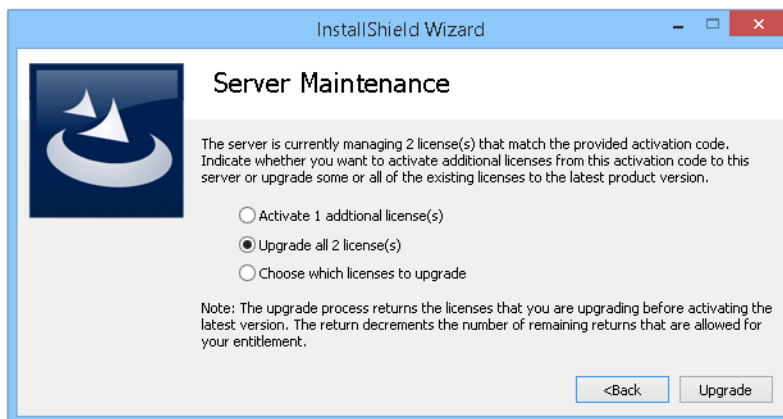 InstallShield Wizard
Server Maintenance
The server is currently managing 2 license(s) that match the provided activation code.
Indicate whether you want to activate additional licenses from this activation code to this
server or upgrade some or all of the existing licenses to the latest product version.
Activate 1 addtional license(s)
Upgrade all 2 license(s)
Choose which licenses to upgrade
Note: The upgrade process returns the licenses that you are upgrading before activating the
latest version. The return decrements the number of remaining returns that are allowed for
your entitlement.
<Back Upgrade